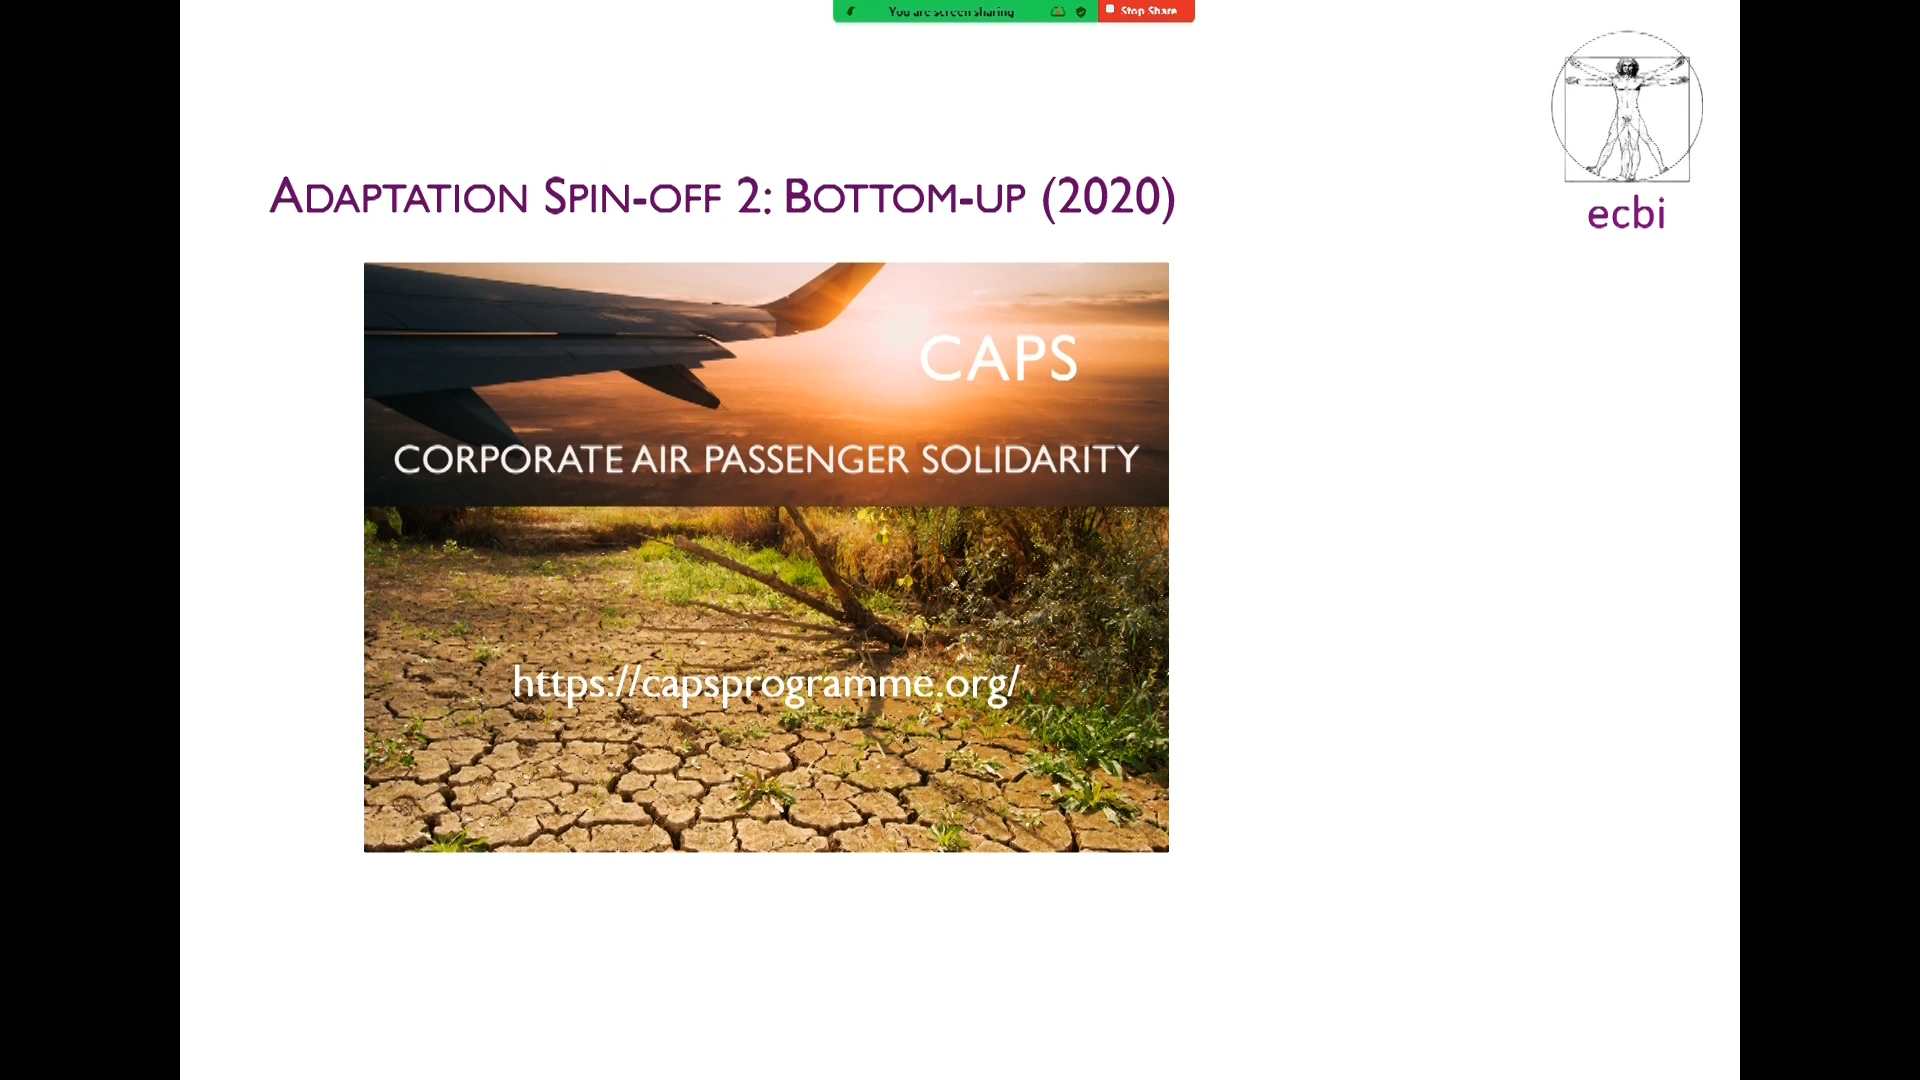 You are screen sharing
Stop Share
ecbi
ADAPTATION SPIN-OFF 2: BOTTOM-UP (2020)
CAPS
CORPORATE AIR PASSENGER SOLIDARITY
https://capsprogramme.org/